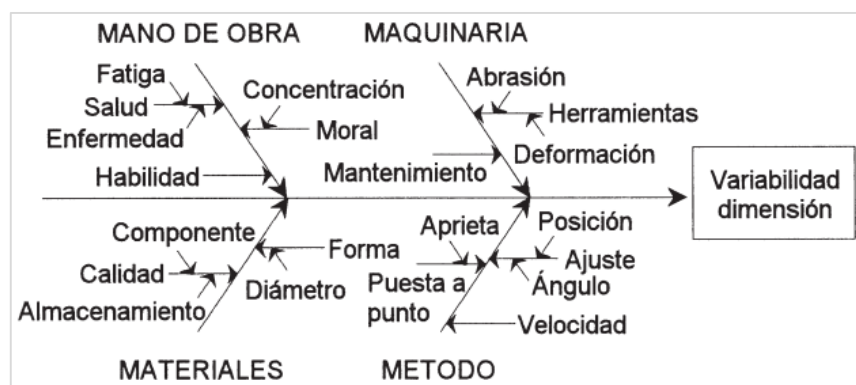 MANO DE OBRA
MAQUINARIA
Fatiga
Salud
Enfermedad
Concentración
Moral
Habilidad
Abrasión
Herramientas
Deformación
Mantenimiento
Variabilidad
dimensión
Componente
Calidad
Almacenamiento
Forma
Diámetro
Aprieta
Puesta a
punto
Posición
Ajuste
Ángulo
Velocidad
MATERIALES
METODO